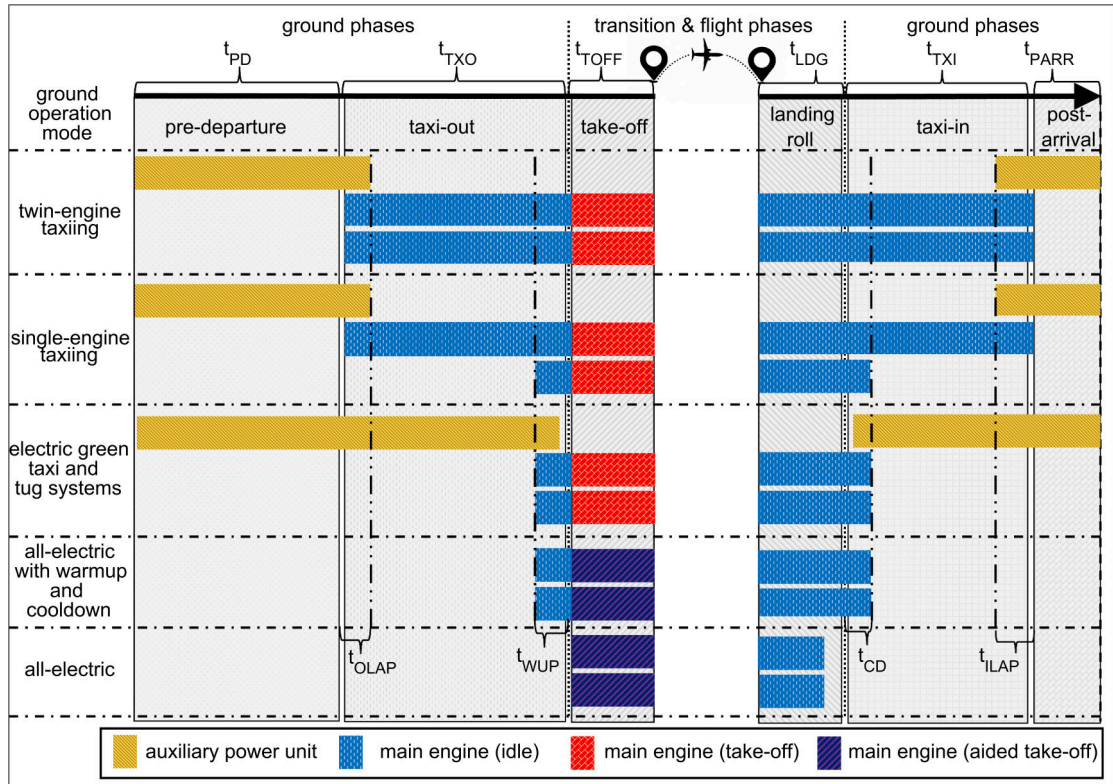 ground phases
transition & flight phases
ground phases
tPD
tTXO
tTOFF
tLDG
tTXI
tPARR
ground
operation
mode
pre-departure
taxi-out
take-off
landing
roll
taxi-in
post-
arrival
twin-engine
taxiing
single-engine
taxiing
electric green
taxi and
tug systems
all-electric
with warmup
and
cooldown
all-electric
tOLAP
tWUP
tCD
tILAP
auxiliary power unit
main engine (idle)
main engine (take-off)
main engine (aided take-off)